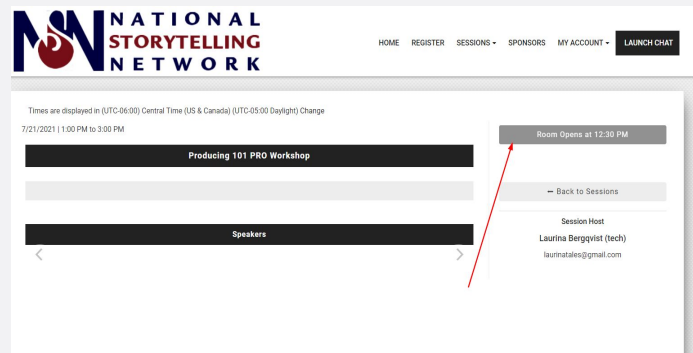 NATIONAL
STORYTELLING
NETWORK
HOME REGISTER SESSIONS SPONSORS MY ACCOUNT LAUNCH CHAT
Times are displayed in (UTC-06:00) Central Time (US & Canada) (UTC-05:00 Daylight) Change
7/21/2021 | 1:00 PM to 3:00 PM
Producing 101 PRO Workshop
Speakers
Room Opens at 12:30 PM
← Back to Sessions
Session Host
Laurina Bergqvist (tech)
laurinatales@gmail.com